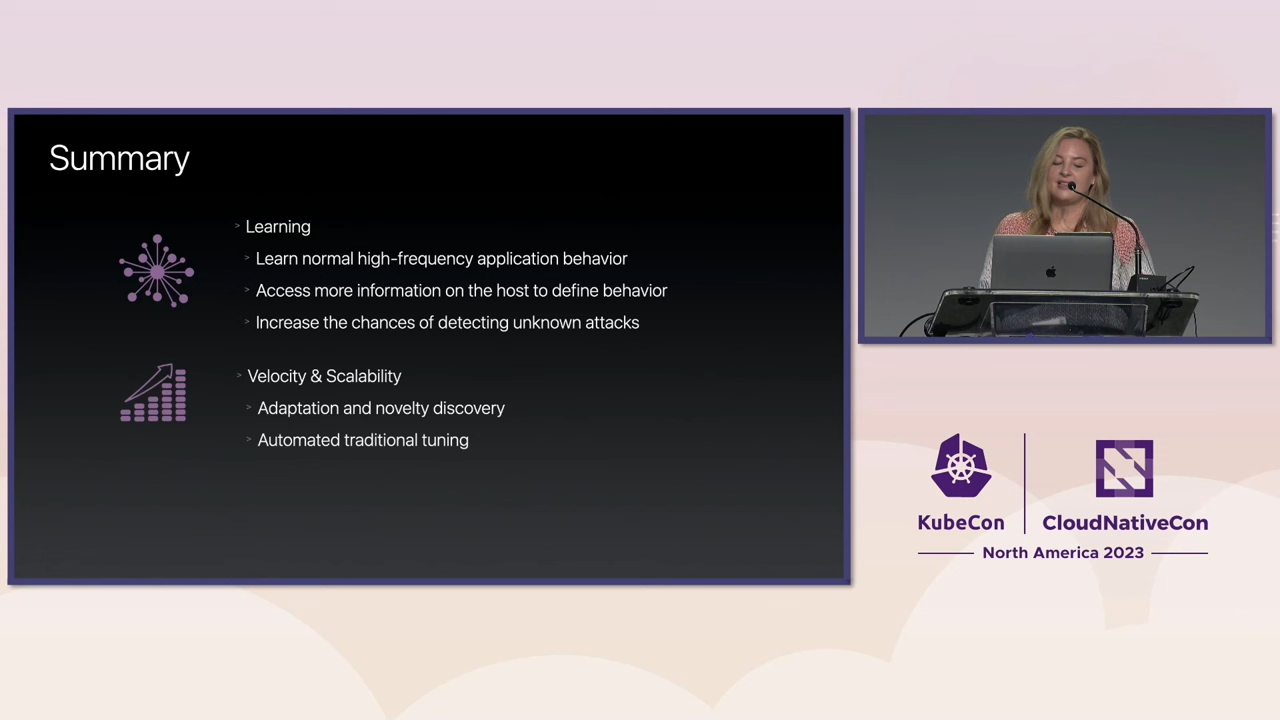 Summary
> Learning
> Learn normal high-frequency application behavior
> Access more information on the host to define behavior
> Increase the chances of detecting unknown attacks
> Velocity & Scalability
> Adaptation and novelty discovery
> Automated traditional tuning
KubeCon
CloudNativeCon
North America 2023